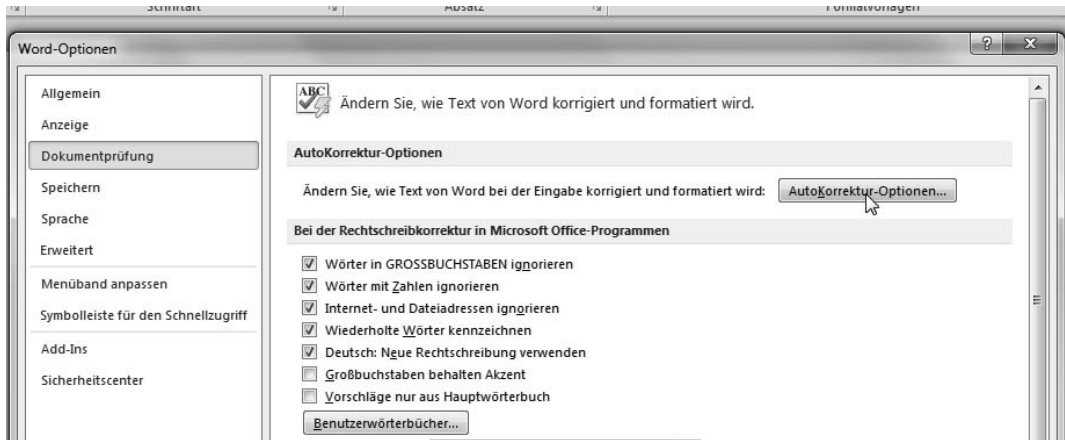 Schriftart Absatz Formatvorlagen
Word-Optionen
Allgemein
Anzeige
Dokumentprüfung
Speichern
Sprache
Erweitert
Menüband anpassen
Symbolleiste für den Schnellzugriff
Add-Ins
Sicherheitscenter
ABC
Ändern Sie, wie Text von Word korrigiert und formatiert wird.
AutoKorrektur-Optionen
Ändern Sie, wie Text von Word bei der Eingabe korrigiert und formatiert wird: AutoKorrektur-Optionen...
Bei der Rechtschreibkorrektur in Microsoft Office-Programmen
Wörter in GROSSBUCHSTABEN ignorieren
Wörter mit Zahlen ignorieren
Internet- und Dateiadressen ignorieren
Wiederholte Wörter kennzeichnen
Deutsch: Neue Rechtschreibung verwenden
Großbuchstaben behalten Akzent
Vorschläge nur aus Hauptwörterbuch
Benutzerwörterbücher...